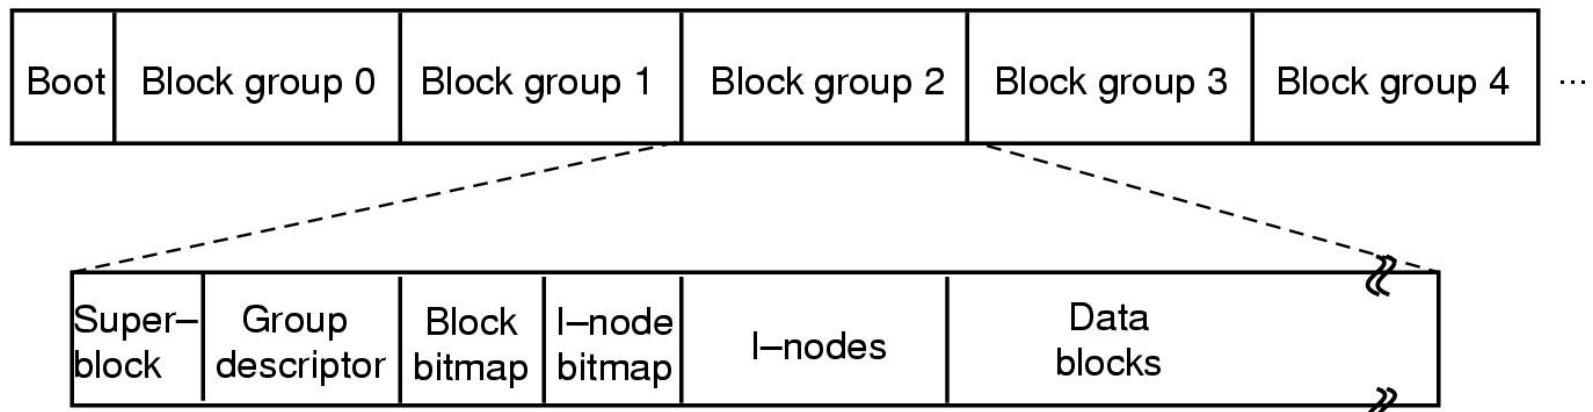 Boot Block group 0 Block group 1 Block group 2 Block group 3 Block group 4 ...
Super–
block
Group
descriptor
Block
bitmap
I–node
bitmap
I–nodes
Data
blocks